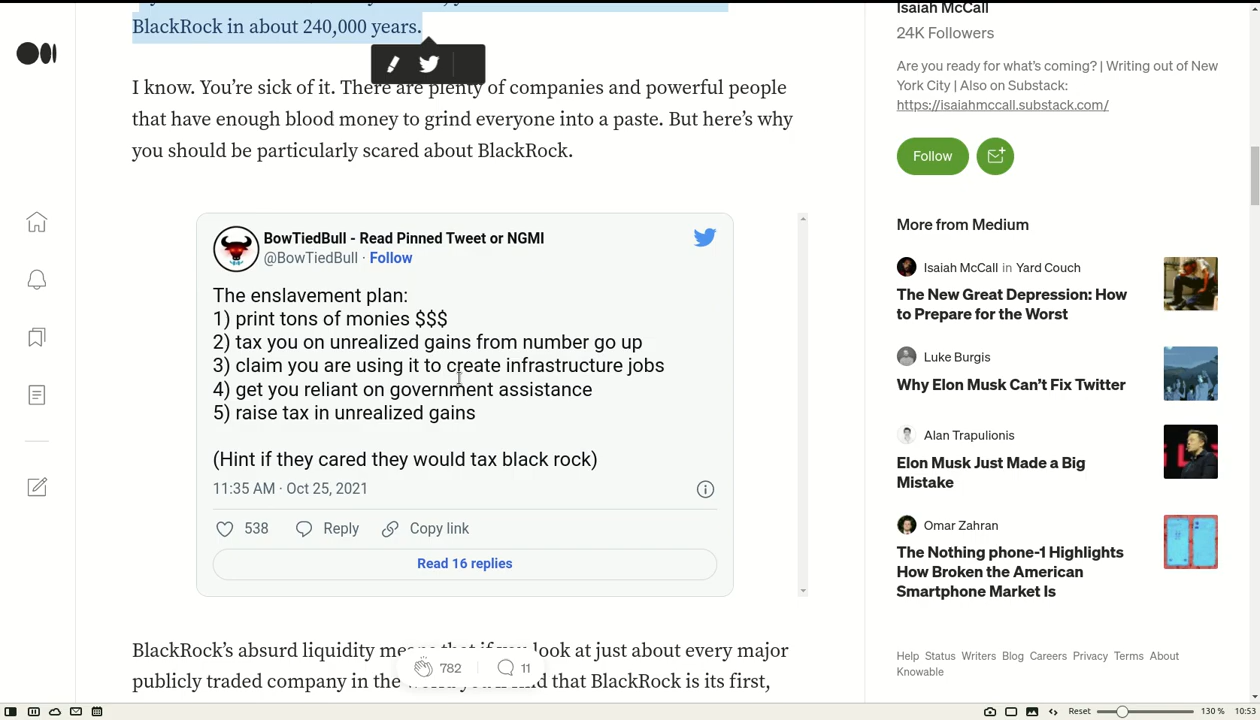 BlackRock in about 240,000 years.
I know. You're sick of it. There are plenty of companies and powerful people
that have enough blood money to grind everyone into a paste. But here's why
you should be particularly scared about BlackRock.
BowTiedBull - Read Pinned Tweet or NGMI
@BowTiedBull · Follow
The enslavement plan:
1) print tons of monies $$$
2) tax you on unrealized gains from number go up
3) claim you are using it to create infrastructure jobs
4) get you reliant on government assistance
5) raise tax in unrealized gains
(Hint if they cared they would tax black rock)
11:35 AM · Oct 25, 2021
538 Reply Copy link
Read 16 replies
BlackRock's absurd liquidity means that if you look at just about every major
publicly traded company in the world you'll find that BlackRock is its first,
782 11
Isaiah McCall
24K Followers
Are you ready for what's coming? | Writing out of New
York City | Also on Substack:
https://isaiahmccall.substack.com/
Follow
More from Medium
Isaiah McCall in Yard Couch
The New Great Depression: How
to Prepare for the Worst
Luke Burgis
Why Elon Musk Can't Fix Twitter
Alan Trapulionis
Elon Musk Just Made a Big
Mistake
Omar Zahran
The Nothing phone-1 Highlights
How Broken the American
Smartphone Market Is
Help Status Writers Blog Careers Privacy Terms About
Knowable
Reset 130 % 10:53